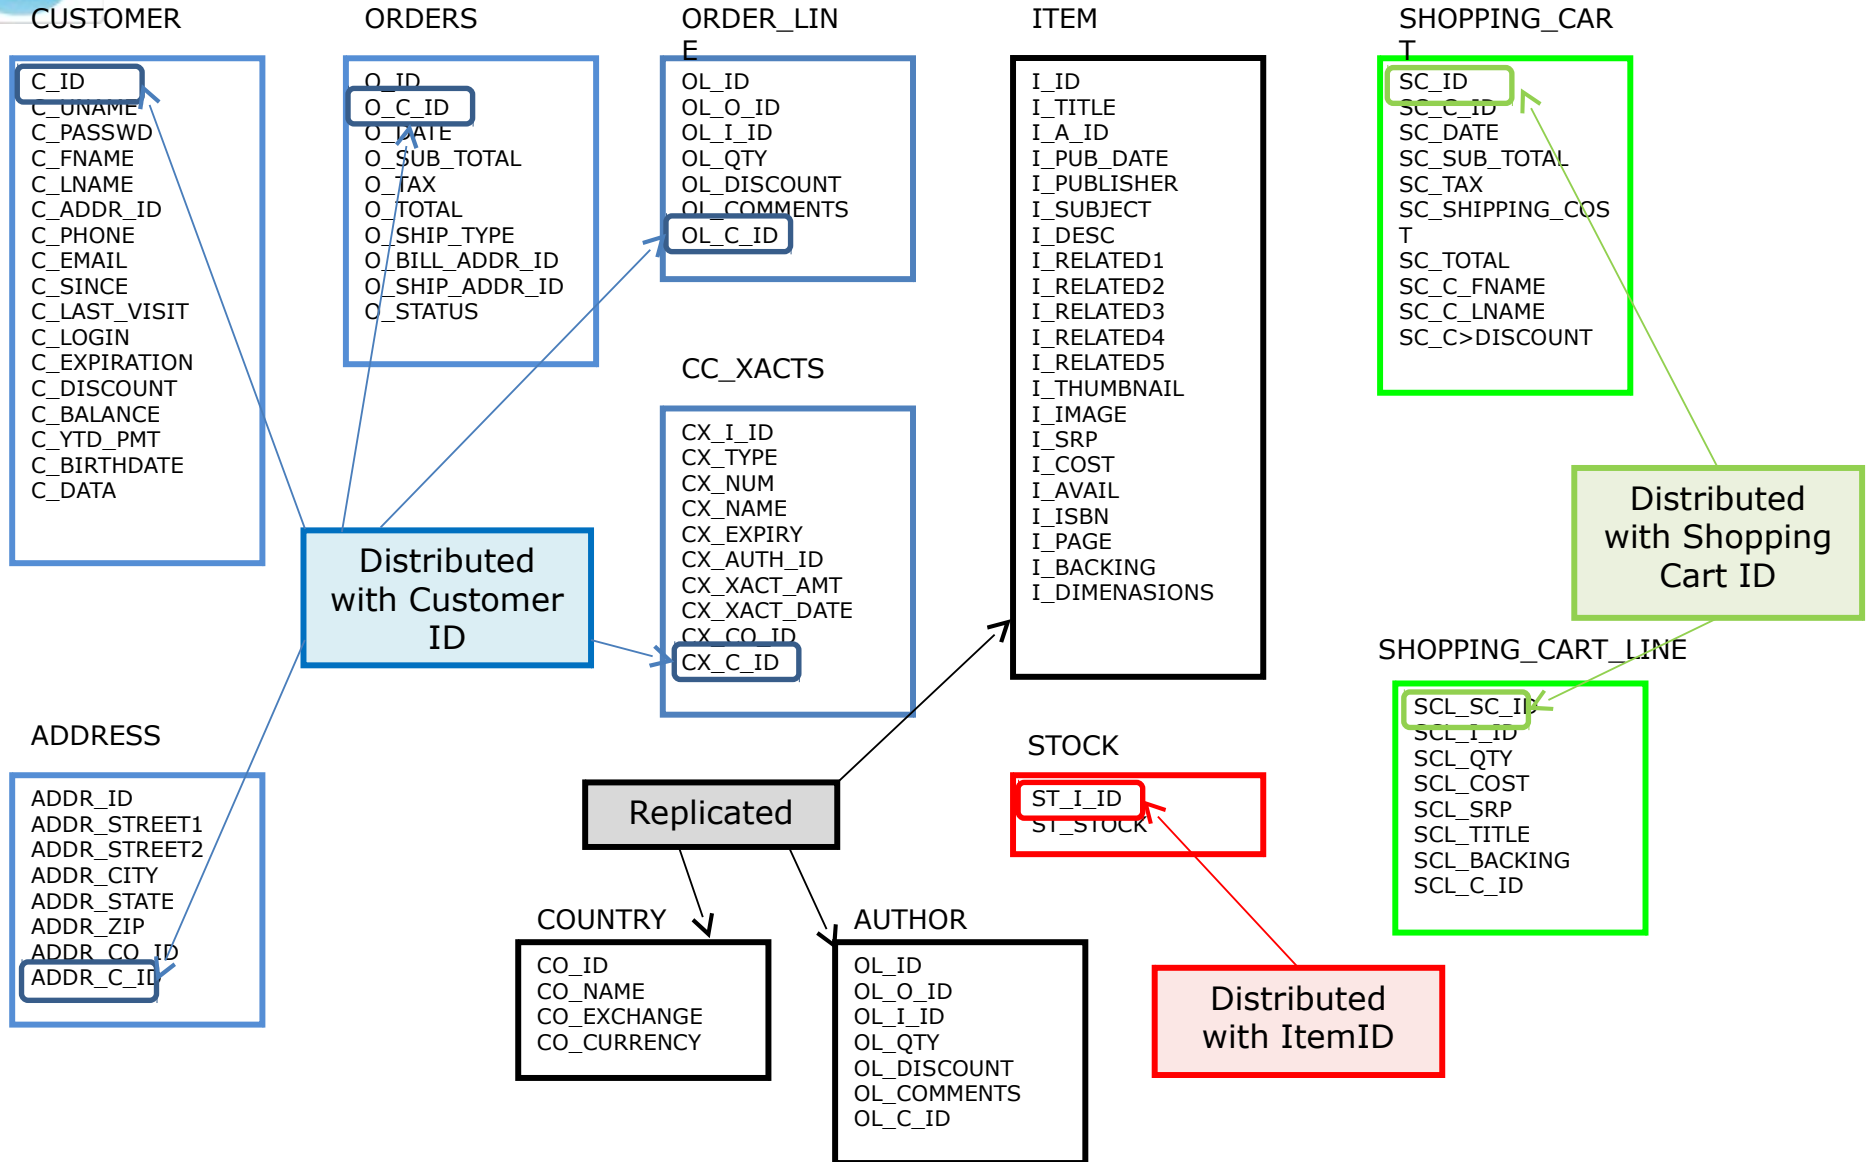 CUSTOMER
C_ID
C_UNAME
C_PASSWD
C_FNAME
C_LNAME
C_ADDR_ID
C_PHONE
C_EMAIL
C_SINCE
C_LAST_VISIT
C_LOGIN
C_EXPIRATION
C_DISCOUNT
C_BALANCE
C_YTD_PMT
C_BIRTHDATE
C_DATA
ORDERS
O_ID
O_C_ID
O_DATE
O_SUB_TOTAL
O_TAX
O_TOTAL
O_SHIP_TYPE
O_BILL_ADDR_ID
O_SHIP_ADDR_ID
O_STATUS
ORDER_LIN
E
OL_ID
OL_O_ID
OL_I_ID
OL_QTY
OL_DISCOUNT
OL_COMMENTS
OL_C_ID
CC_XACTS
CX_I_ID
CX_TYPE
CX_NUM
CX_NAME
CX_EXPIRY
CX_AUTH_ID
CX_XACT_AMT
CX_XACT_DATE
CX_CO_ID
CX_C_ID
ITEM
I_ID
I_TITLE
I_A_ID
I_PUB_DATE
I_PUBLISHER
I_SUBJECT
I_DESC
I_RELATED1
I_RELATED2
I_RELATED3
I_RELATED4
I_RELATED5
I_THUMBNAIL
I_IMAGE
I_SRP
I_COST
I_AVAIL
I_ISBN
I_PAGE
I_BACKING
I_DIMENASIONS
SHOPPING_CAR
T
SC_ID
SC_C_ID
SC_DATE
SC_SUB_TOTAL
SC_TAX
SC_SHIPPING_COS
T
SC_TOTAL
SC_C_FNAME
SC_C_LNAME
SC_C>DISCOUNT
Distributed
with Customer
ID
Distributed
with Shopping
Cart ID
SHOPPING_CART_LINE
SCL_SC_ID
SCL_I_ID
SCL_QTY
SCL_COST
SCL_SRP
SCL_TITLE
SCL_BACKING
SCL_C_ID
ADDRESS
ADDR_ID
ADDR_STREET1
ADDR_STREET2
ADDR_CITY
ADDR_STATE
ADDR_ZIP
ADDR_CO_ID
ADDR_C_ID
Replicated
STOCK
ST_I_ID
ST_STOCK
COUNTRY
CO_ID
CO_NAME
CO_EXCHANGE
CO_CURRENCY
AUTHOR
OL_ID
OL_O_ID
OL_I_ID
OL_QTY
OL_DISCOUNT
OL_COMMENTS
OL_C_ID
Distributed
with ItemID